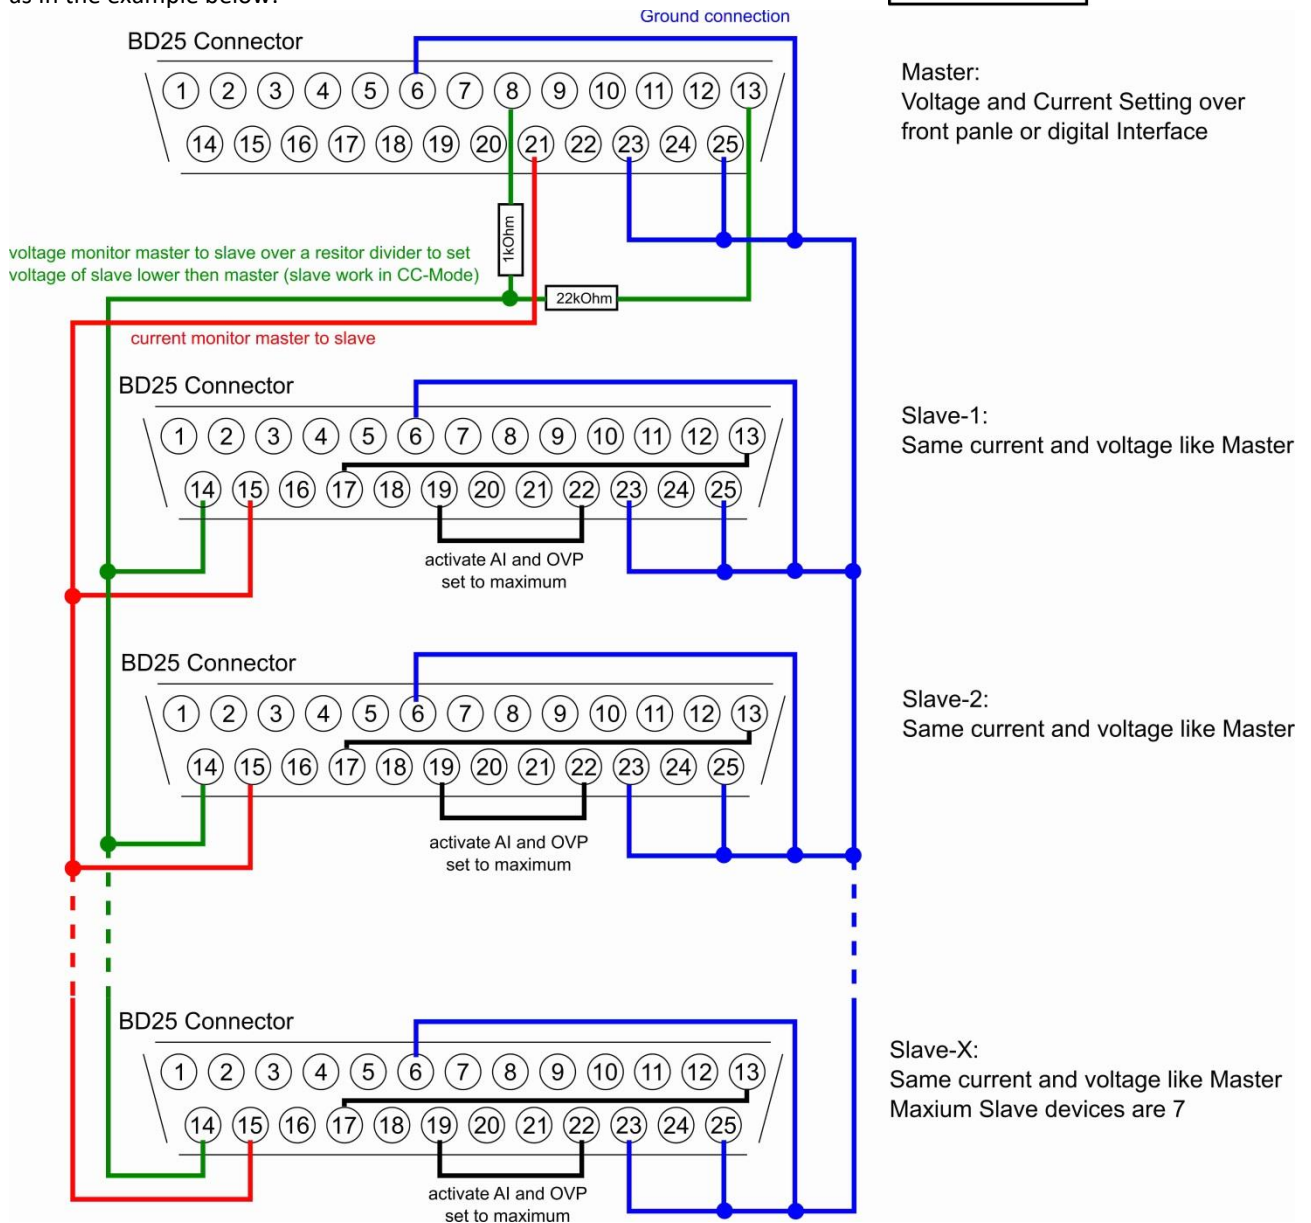 as in the example below:
Ground connection
BD25 Connector
1 2 3 4 5 6 7 8 9 10 11 12 13
14 15 16 17 18 19 20 21 22 23 24 25
Master:
Voltage and Current Setting over
front panle or digital Interface
1kOhm
voltage monitor master to slave over a resitor divider to set
voltage of slave lower then master (slave work in CC-Mode)
22kOhm
current monitor master to slave
BD25 Connector
1 2 3 4 5 6 7 8 9 10 11 12 13
14 15 16 17 18 19 20 21 22 23 24 25
activate AI and OVP
set to maximum
Slave-1:
Same current and voltage like Master
BD25 Connector
1 2 3 4 5 6 7 8 9 10 11 12 13
14 15 16 17 18 19 20 21 22 23 24 25
activate AI and OVP
set to maximum
Slave-2:
Same current and voltage like Master
BD25 Connector
1 2 3 4 5 6 7 8 9 10 11 12 13
14 15 16 17 18 19 20 21 22 23 24 25
activate AI and OVP
set to maximum
Slave-X:
Same current and voltage like Master
Maxium Slave devices are 7